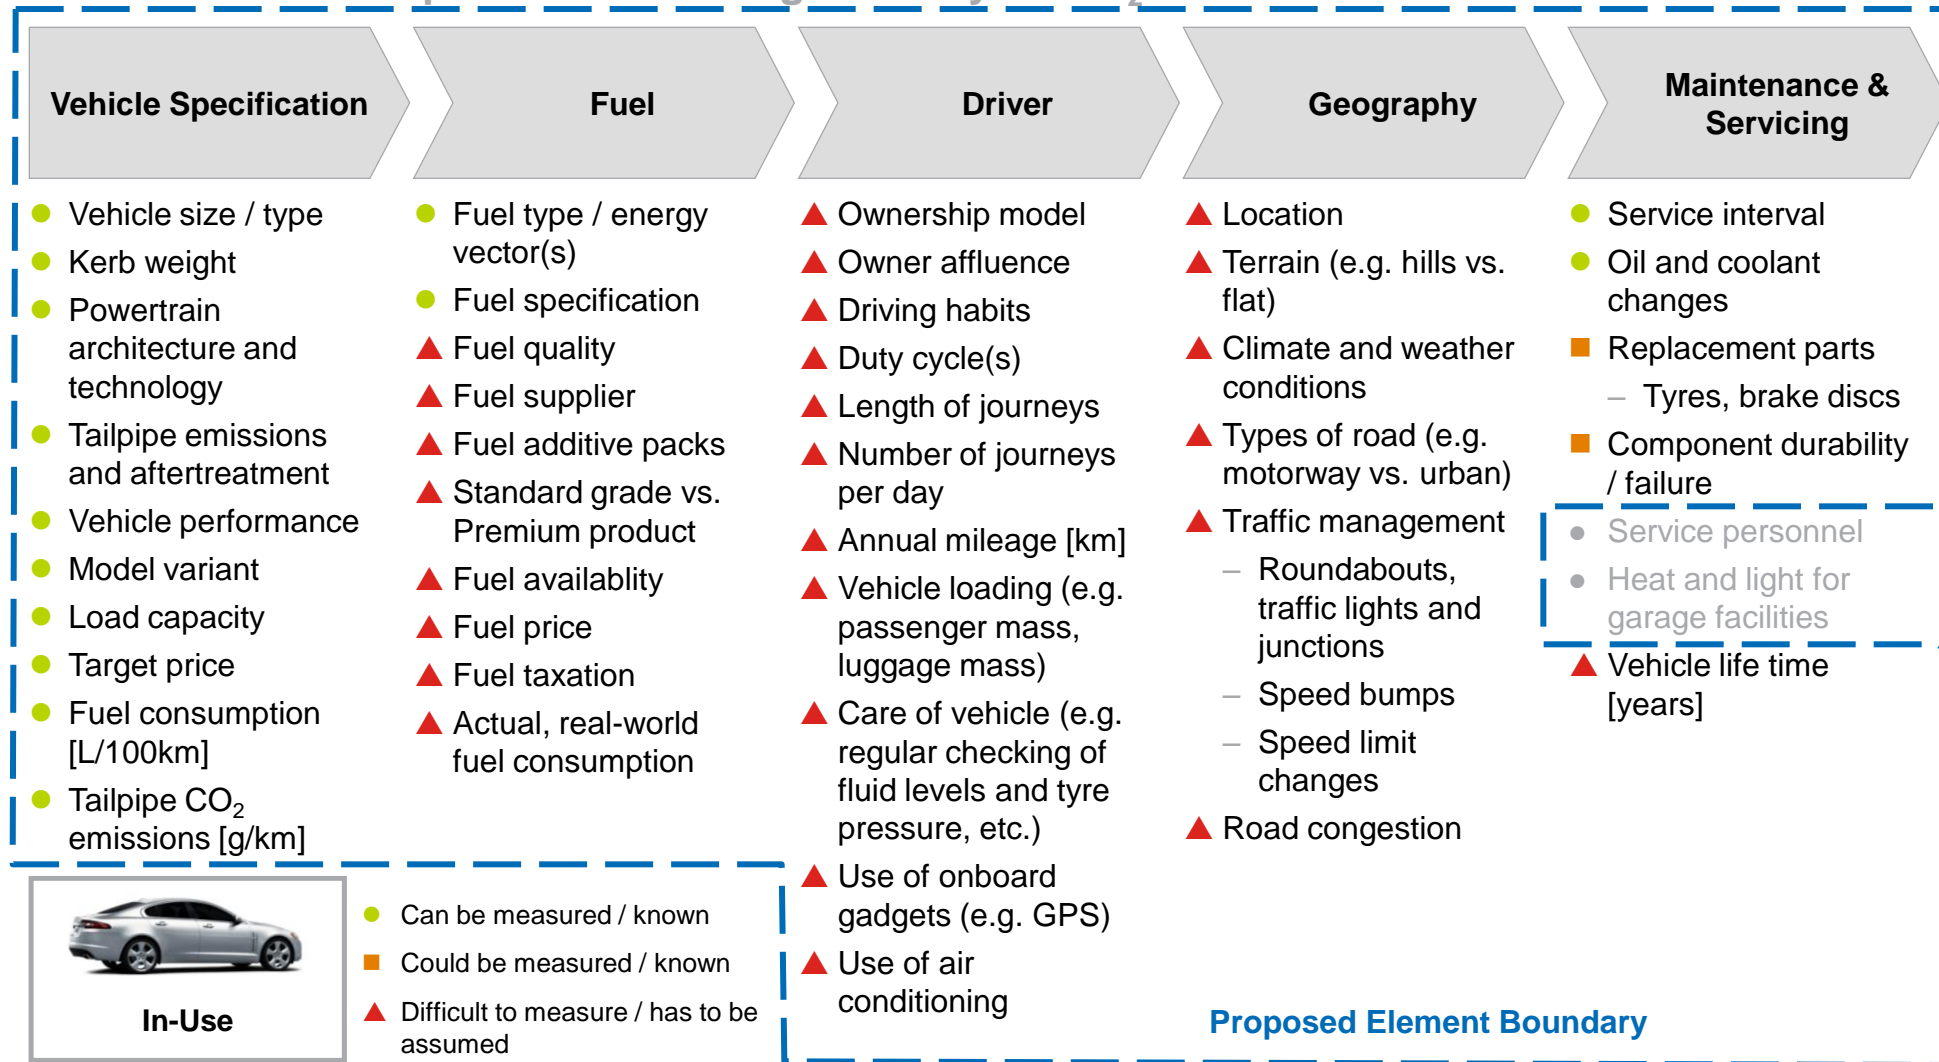 Vehicle Specification
Fuel
Driver
Geography
Maintenance &
Servicing
Vehicle size / type
Kerb weight
Powertrain
architecture and
technology
Tailpipe emissions
and aftertreatment
Vehicle performance
Model variant
Load capacity
Target price
Fuel consumption
[L/100km]
Tailpipe CO2
emissions [g/km]
Fuel type / energy
vector(s)
Fuel specification
Fuel quality
Fuel supplier
Fuel additive packs
Standard grade vs.
Premium product
Fuel availablity
Fuel price
Fuel taxation
Actual, real-world
fuel consumption
Ownership model
Owner affluence
Driving habits
Duty cycle(s)
Length of journeys
Number of journeys
per day
Annual mileage [km]
Vehicle loading (e.g.
passenger mass,
luggage mass)
Care of vehicle (e.g.
regular checking of
fluid levels and tyre
pressure, etc.)
Use of onboard
gadgets (e.g. GPS)
Use of air
conditioning
Location
Terrain (e.g. hills vs.
flat)
Climate and weather
conditions
Types of road (e.g.
motorway vs. urban)
Traffic management
– Roundabouts,
traffic lights and
junctions
– Speed bumps
– Speed limit
changes
Road congestion
Service interval
Oil and coolant
changes
Replacement parts
– Tyres, brake discs
Component durability
/ failure
Service personnel
Heat and light for
garage facilities
Vehicle life time
[years]
In-Use
Can be measured / known
Could be measured / known
Difficult to measure / has to be
assumed
Proposed Element Boundary